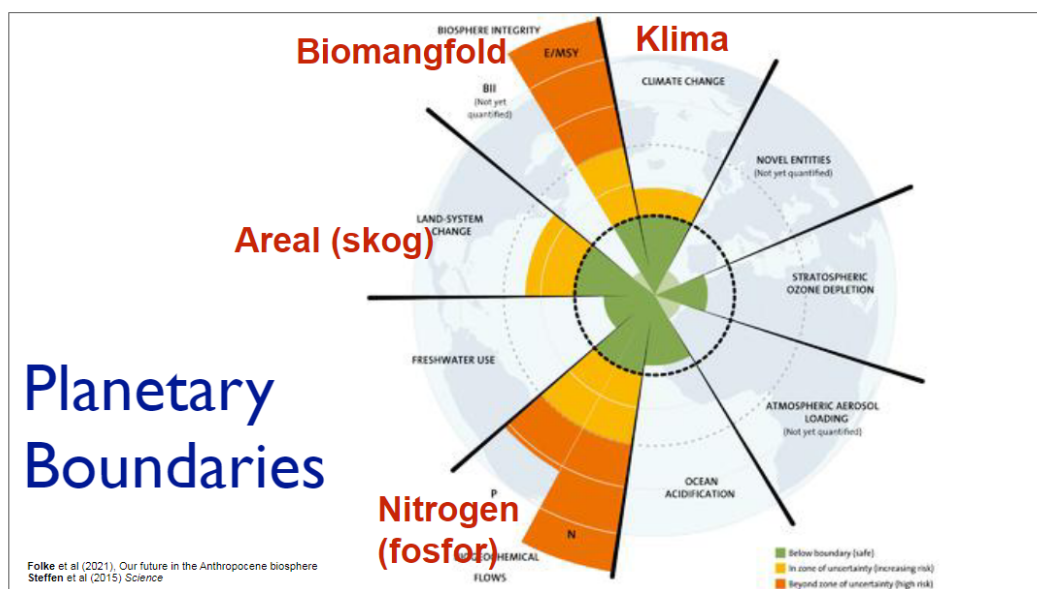 BIOSPHERE INTEGRITY
Biomangfold
E/MSY
Klima
CLIMATE CHANGE
BII
(Not yet
quantified)
NOVEL ENTITIES
(Not yet quantified)
LAND-SYSTEM
CHANGE
Areal (skog)
STRATOSPHERIC
OZONE DEPLETION
FRESHWATER USE
Planetary
Boundaries
ATMOSPHERIC AEROSOL
LOADING
(Not yet quantified)
OCEAN
ACIDIFICATION
P
Nitrogen
(fosfor)
N
FLOWS
Below boundary (safe)
In zone of uncertainty (increasing risk)
Beyond zone of uncertainty (high risk)
Folke et al (2021), Our future in the Anthropocene biosphere
Steffen et al (2015) Science